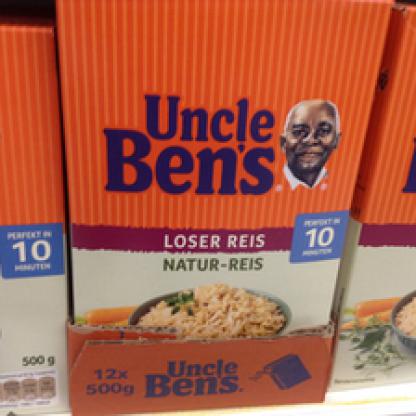 Uncle
Ben's®
LOSER REIS
NATUR-REIS
PERFEKT IN
10
MINUTEN
PERFEKT IN
10
MINUTEN
500 g
12x
500g
Uncle
Ben's®